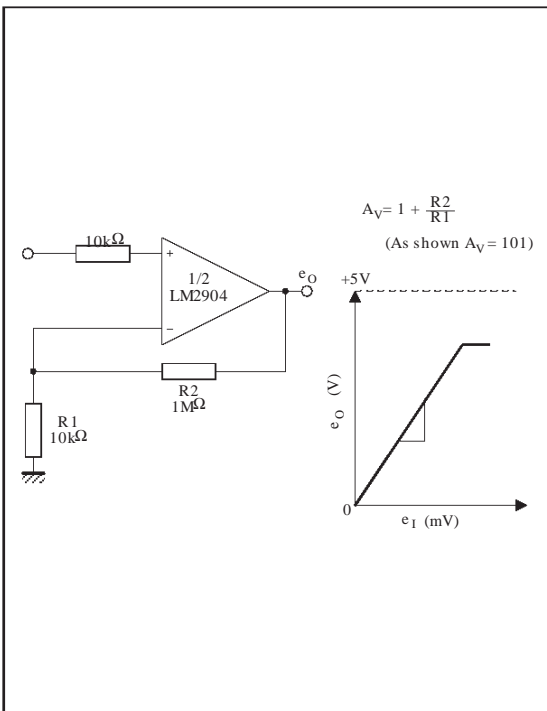 A_V = 1 + R2/R1
(As shown A_V = 101)
10kΩ
+
1/2
LM2904
−
e_O
R2
1MΩ
R1
10kΩ
+5V
e_O (V)
0
e_I (mV)